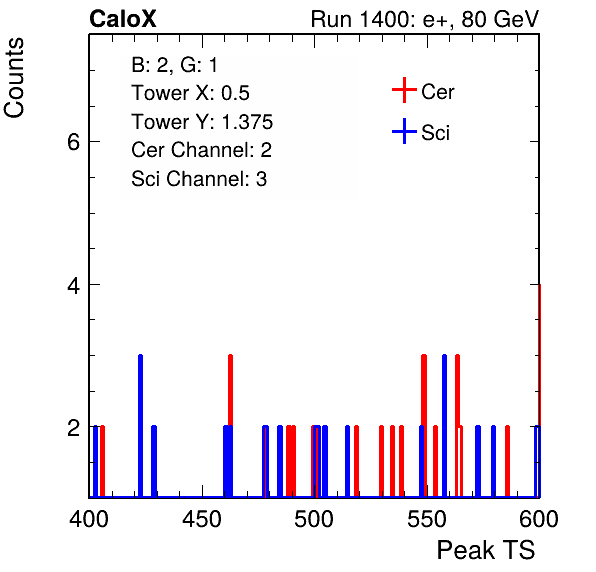 CaloX Run 1400: e+, 80 GeV
Counts
B: 2, G: 1
Tower X: 0.5
Tower Y: 1.375
Cer Channel: 2
Sci Channel: 3
Cer
Sci
6
4
2
400 450 500 550 600
Peak TS